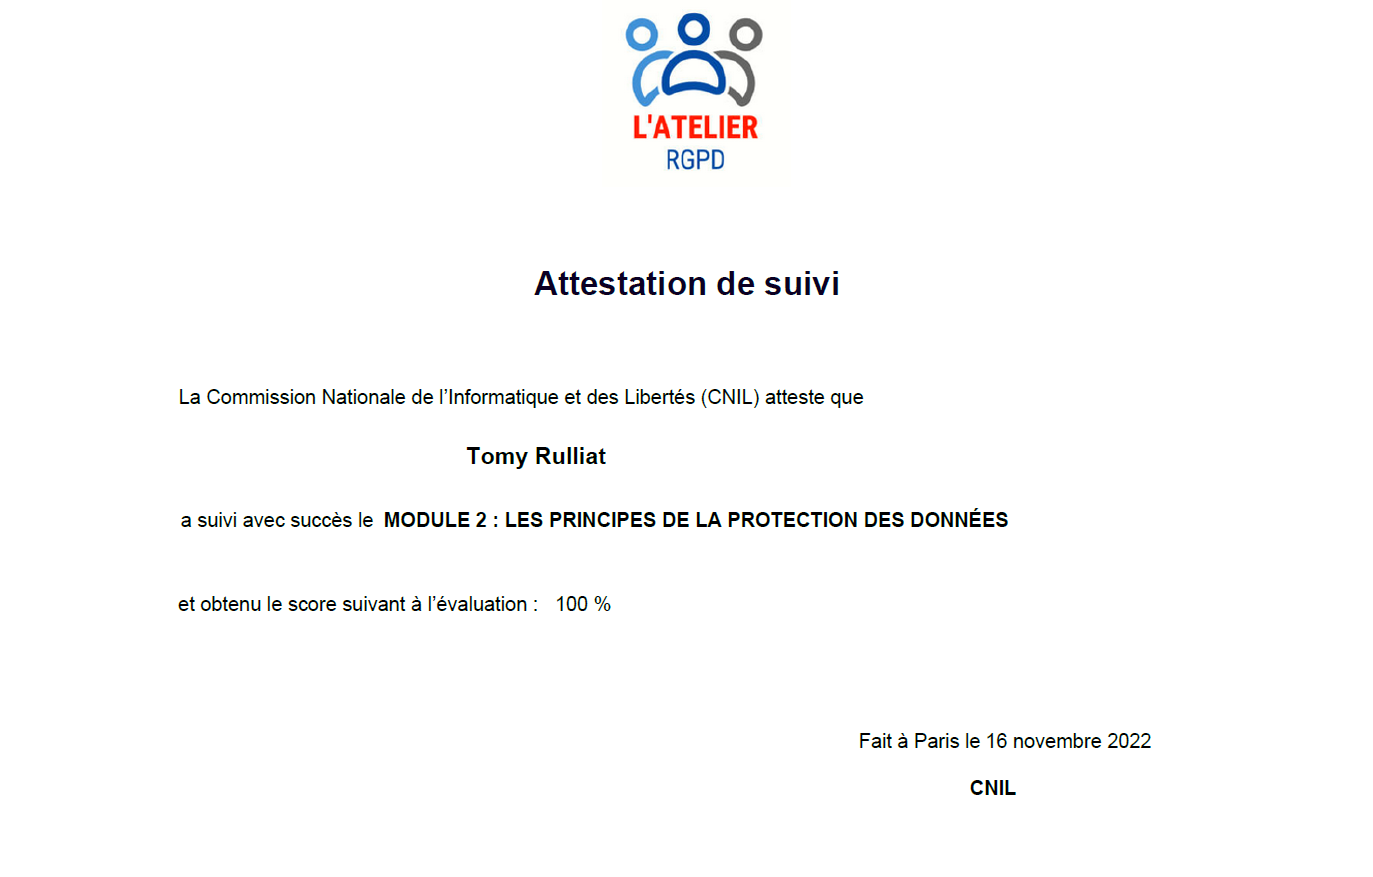 L'ATELIER
RGPD
Attestation de suivi
La Commission Nationale de l’Informatique et des Libertés (CNIL) atteste que
Tomy Rulliat
a suivi avec succès le MODULE 2 : LES PRINCIPES DE LA PROTECTION DES DONNÉES
et obtenu le score suivant à l’évaluation : 100 %
Fait à Paris le 16 novembre 2022
CNIL